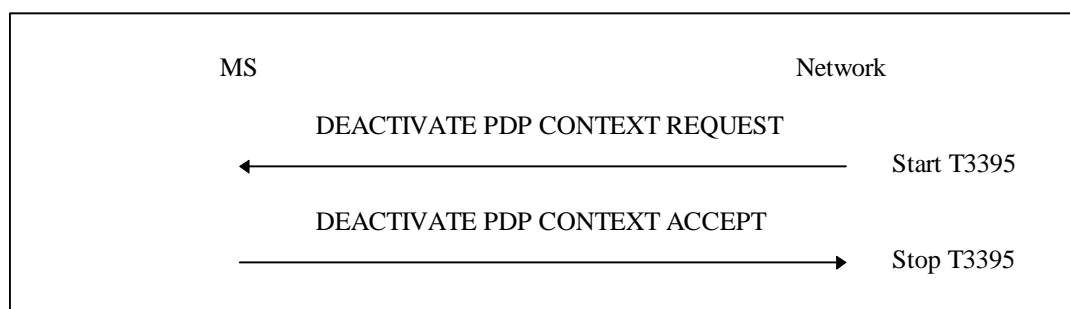 MS Network
DEACTIVATE PDP CONTEXT REQUEST
Start T3395
DEACTIVATE PDP CONTEXT ACCEPT
Stop T3395